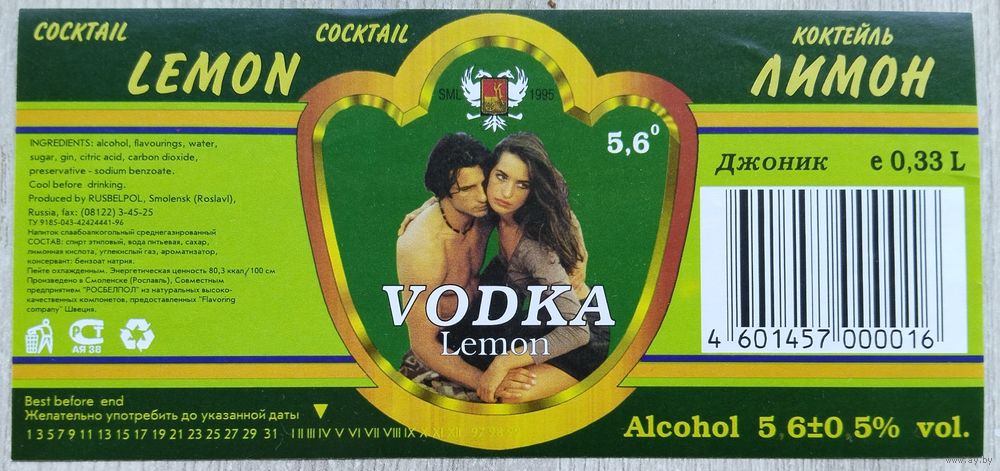 COCKTAIL
LEMON
INGREDIENTS: alcohol, flavourings, water,
sugar, gin, citric acid, carbon dioxide,
preservative - sodium benzoate.
Cool before drinking.
Produced by RUSBELPOL, Smolensk (Roslavl),
Russia, fax: (08122) 3-45-25
ТУ 9185-043-42424441-96
Напиток слабоалкогольный среднегазированный
СОСТАВ: спирт этиловый, вода питьевая, сахар,
лимонная кислота, углекислый газ, ароматизатор,
консервант: бензоат натрия.
Пейте охлажденным. Энергетическая ценность 80,3 ккал/100 см
Произведено в Смоленске (Рославль), Совместным
предприятием "РОСБЕЛПОЛ" из натуральных высоко-
качественных компонетов, предоставленных "Flavoring
company" Швеция.
РСТ
АЯ 38
Best before end
Желательно употребить до указанной даты
1 3 5 7 9 11 13 15 17 19 21 23 25 27 29 31 I II III IV V VI VII VIII IX X XI XII 97 98
COCKTAIL
SML 1995
5,6⁰
VODKA
Lemon
КОКТЕЙЛЬ
ЛИМОН
Джоник е 0,33 L
4 601457 000016
Alcohol 5,6±0,5% vol.
www.ay.by